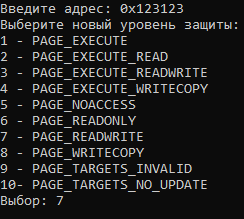 Введите адрес: 0x123123
Выберите новый уровень защиты:
1 - PAGE_EXECUTE
2 - PAGE_EXECUTE_READ
3 - PAGE_EXECUTE_READWRITE
4 - PAGE_EXECUTE_WRITECOPY
5 - PAGE_NOACCESS
6 - PAGE_READONLY
7 - PAGE_READWRITE
8 - PAGE_WRITECOPY
9 - PAGE_TARGETS_INVALID
10- PAGE_TARGETS_NO_UPDATE
Выбор: 7